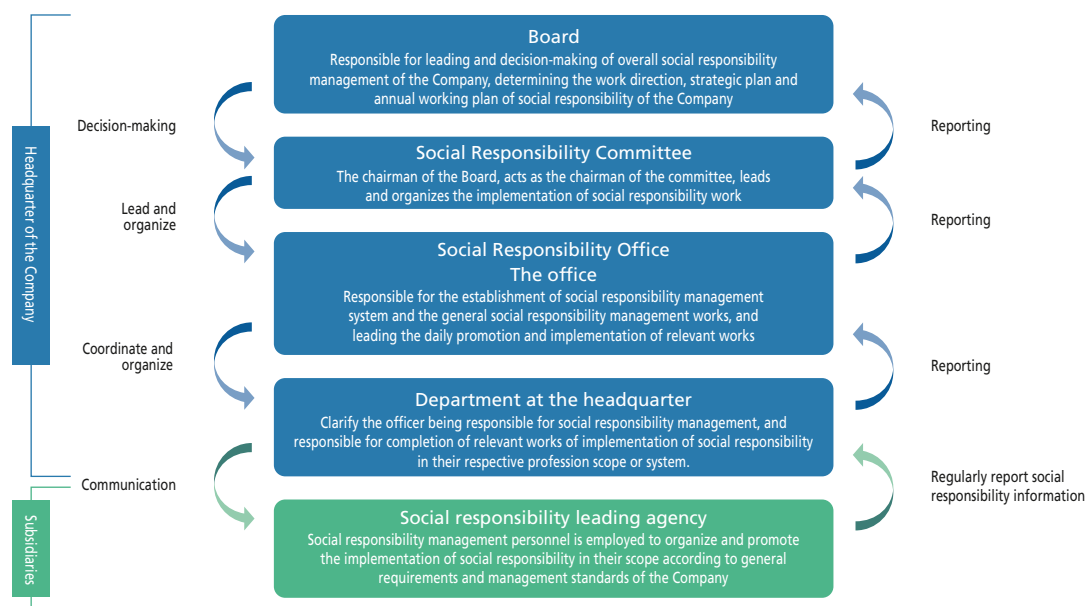 Headquarter of the Company
Board
Responsible for leading and decision-making of overall social responsibility
management of the Company, determining the work direction, strategic plan and
annual working plan of social responsibility of the Company
Decision-making
Reporting
Social Responsibility Committee
The chairman of the Board, acts as the chairman of the committee, leads
and organizes the implementation of social responsibility work
Lead and
organize
Reporting
Social Responsibility Office
The office
Responsible for the establishment of social responsibility management
system and the general social responsibility management works, and
leading the daily promotion and implementation of relevant works
Coordinate and
organize
Reporting
Department at the headquarter
Clarify the officer being responsible for social responsibility management, and
responsible for completion of relevant works of implementation of social responsibility
in their respective profession scope or system.
Communication
Regularly report social
responsibility information
Subsidiaries
Social responsibility leading agency
Social responsibility management personnel is employed to organize and promote
the implementation of social responsibility in their scope according to general
requirements and management standards of the Company